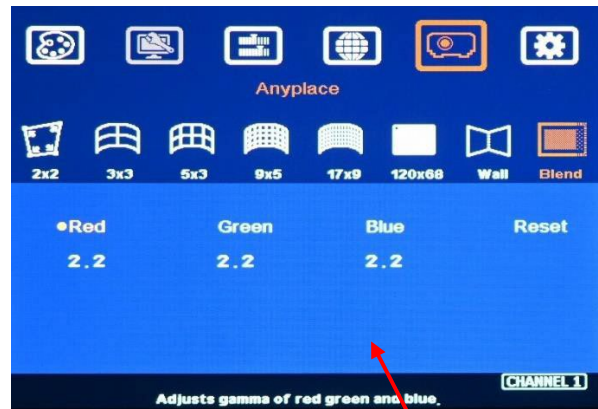 Anyplace
2x2 3x3 5x3 9x5 17x9 120x68 Wall Blend
Red Green Blue Reset
2.2 2.2 2.2
CHANNEL 1
Adjusts gamma of red green and blue.